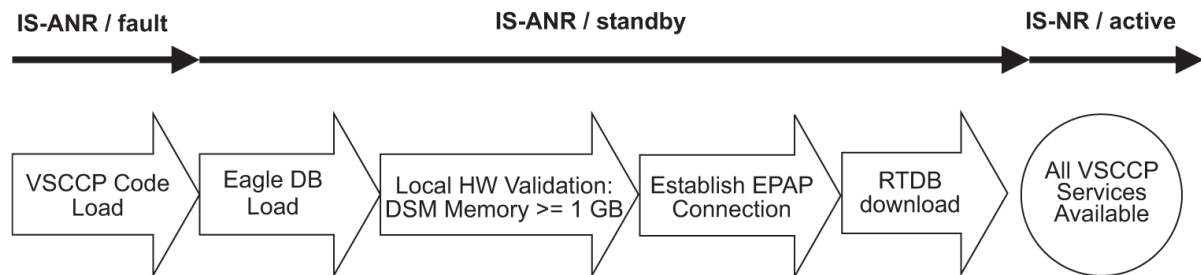 IS-ANR / fault
IS-ANR / standby
IS-NR / active
VSCCP Code
Load
Eagle DB
Load
Local HW Validation:
DSM Memory >= 1 GB
Establish EPAP
Connection
RTDB
download
All VSCCP
Services
Available